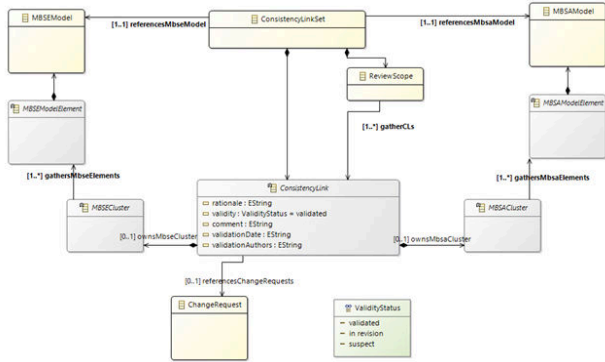 MBSEModel
[1..1] referencesMbseModel
ConsistencyLinkSet
[1..1] referencesMbsaModel
MBSAModel
ReviewScope
MBSEModelElement
MBSAModelElement
[1..*] gatherCLs
[1..*] gathersMbseElements
[1..*] gathersMbsaElements
ConsistencyLink
rationale : EString
validity : ValidityStatus = validated
comment : EString
validationDate : EString
validationAuthors : EString
MBSECluster
MBSACluster
[0..1] ownsMbseCluster
[0..1] ownsMbsaCluster
[0..1] referencesChangeRequests
ChangeRequest
ValidityStatus
validated
in revision
suspect